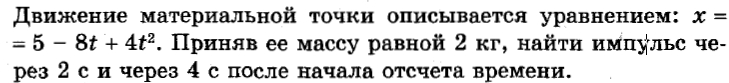 Движение материальной точки описывается уравнением: x =
= 5 – 8t + 4t². Приняв ее массу равной 2 кг, найти импульс че-
рез 2 с и через 4 с после начала отсчета времени.